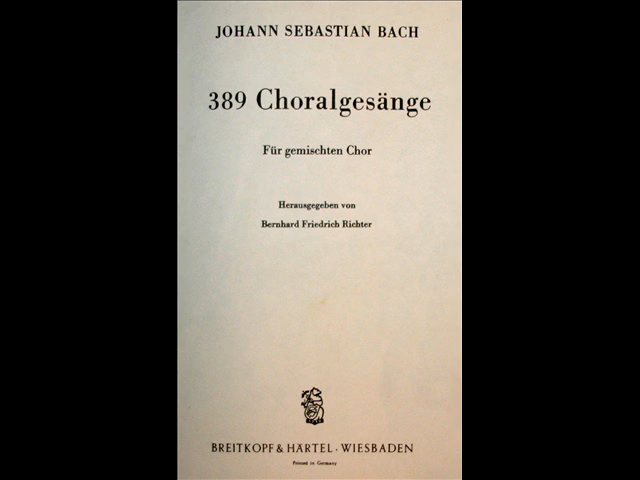 JOHANN SEBASTIAN BACH
389 Choralgesänge
Für gemischten Chor
Herausgegeben von
Bernhard Friedrich Richter
BREITKOPF & HÄRTEL · WIESBADEN
Printed in Germany